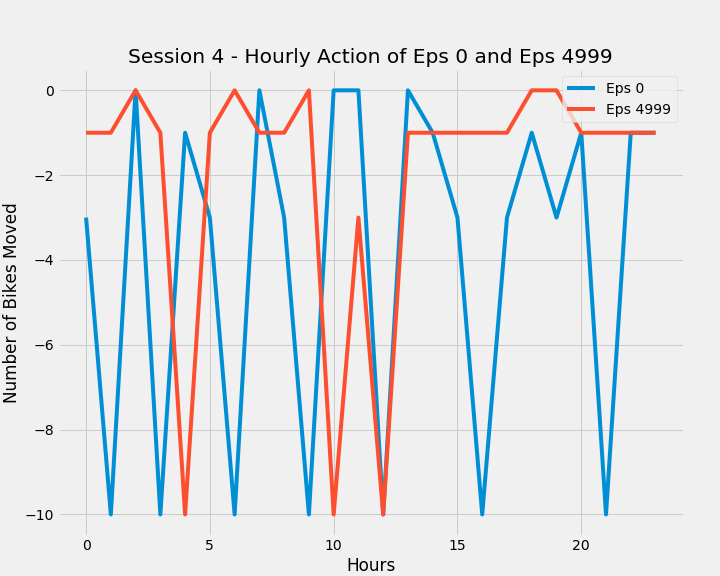 Session 4 - Hourly Action of Eps 0 and Eps 4999
Eps 0
Eps 4999
Number of Bikes Moved
0
−2
−4
−6
−8
−10
0 5 10 15 20
Hours